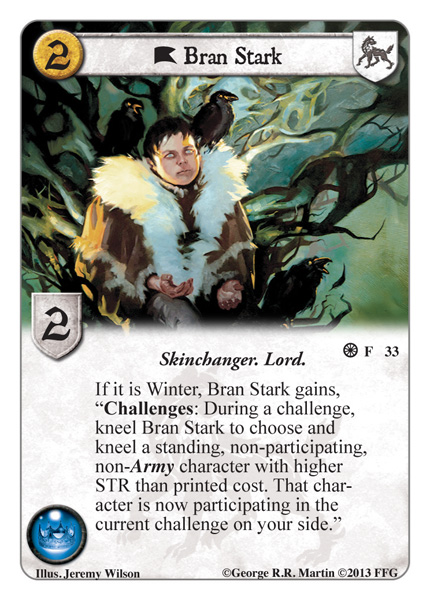 2
Bran Stark
2
Skinchanger. Lord.
F 33
If it is Winter, Bran Stark gains,
“Challenges: During a challenge,
kneel Bran Stark to choose and
kneel a standing, non-participating,
non-Army character with higher
STR than printed cost. That char-
acter is now participating in the
current challenge on your side.”
Illus. Jeremy Wilson
©George R.R. Martin ©2013 FFG